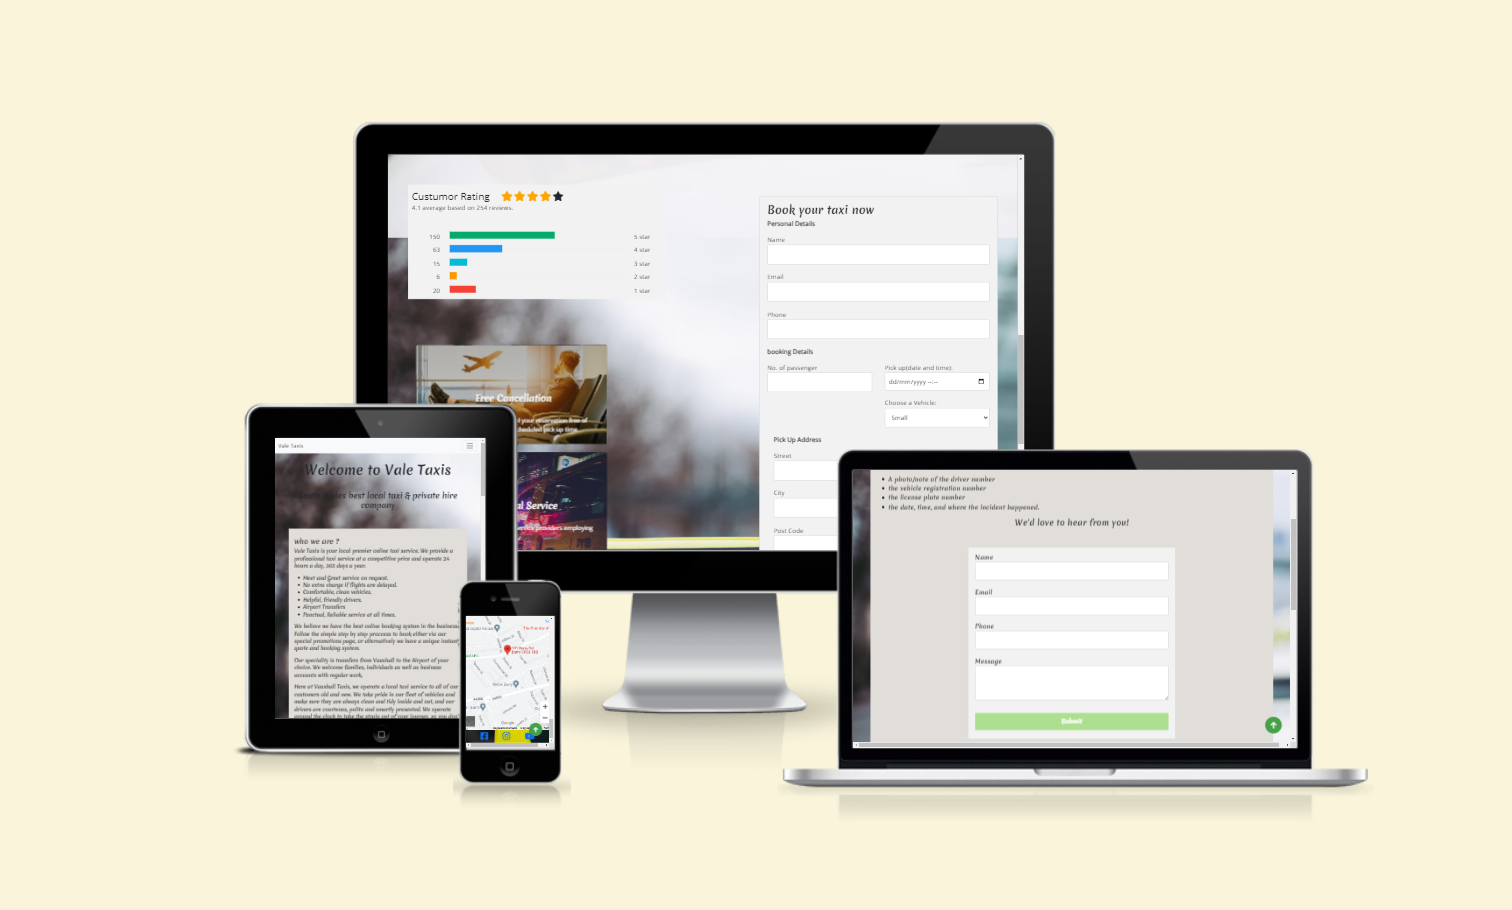 Custumor Rating
4.1 average based on 254 reviews.
150 5 star
63 4 star
15 3 star
6 2 star
20 1 star
Free Cancellation
your reservation free of
scheduled pick up time
Service
service providers employing
Book your taxi now
Personal Details
Name
Email
Phone
booking Details
No. of passenger
Pick up(date and time):
dd/mm/yyyy --:--
Choose a Vehicle:
Small
Pick Up Address
Street
City
Post Code
Vale Taxis
Welcome to Vale Taxis
best local taxi & private hire
company
who we are ?
Vale Taxis is your local premier online taxi service. We provide a
professional taxi service at a competitive price and operate 24
hours a day, 365 days a year.
Meet and Greet service on request.
No extra charge if flights are delayed.
Comfortable, clean vehicles.
Helpful, friendly drivers.
Airport Transfers
Punctual, Reliable service at all times.
We believe we have the best online booking system in the business.
Follow the simple step by step proccess to book either via our
special promotions page, or alternatively we have a unique instant
quote and booking system.
Our speciality is transfers from Vauxhall to the Airport of your
choice. We welcome families, individuals as well as business
accounts with regular work,
Here at Vauxhall Taxis, we operate a local taxi service to all of our
customers old and new. We take pride in our fleet of vehicles and
make sure they are always clean and tidy inside and out, and our
drivers are courteous, polite and smartly presented. We operate
around the clock to take the stress out of your journey, so you don't
Google
A photo/note of the driver number
the vehicle registration number
the license plate number
the date, time, and where the incident happened.
We'd love to hear from you!
Name
Email
Phone
Message
Submit